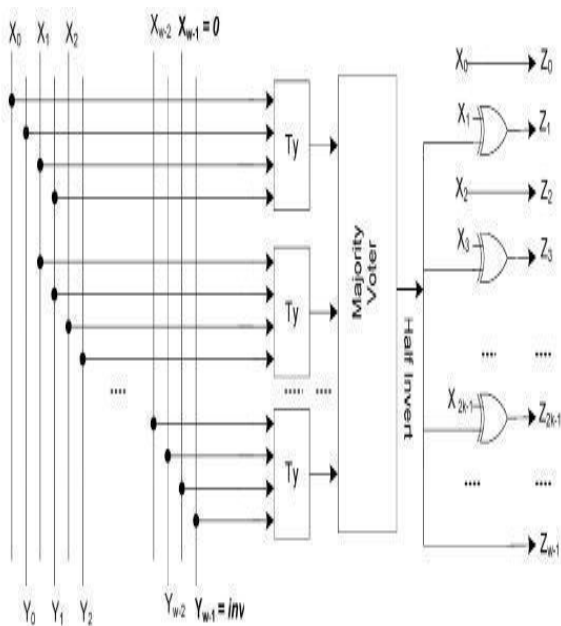 X0 X1 X2 Xw-2 Xw-1 = 0
Ty
Ty
....
..... ....
Ty
Majority
Voter
Half Invert
X0 Z0
X1 Z1
X2 Z2
X3 Z3
.... ....
X2k-1 Z2k-1
.... ....
Zw-1
Y0 Y1 Y2 Yw-2 Yw-1 = inv